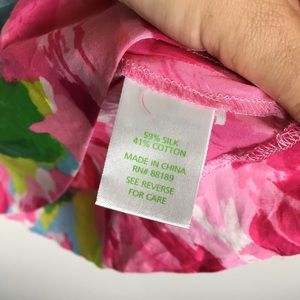 59% SILK
41% COTTON
MADE IN CHINA
RN# 88189
SEE REVERSE
FOR CARE